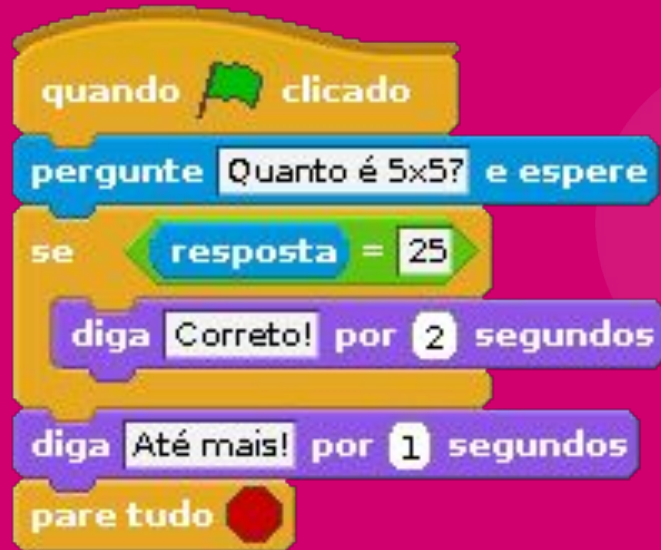 quando clicado
pergunte Quanto é 5x5? e espere
se resposta = 25
diga Correto! por 2 segundos
diga Até mais! por 1 segundos
pare tudo